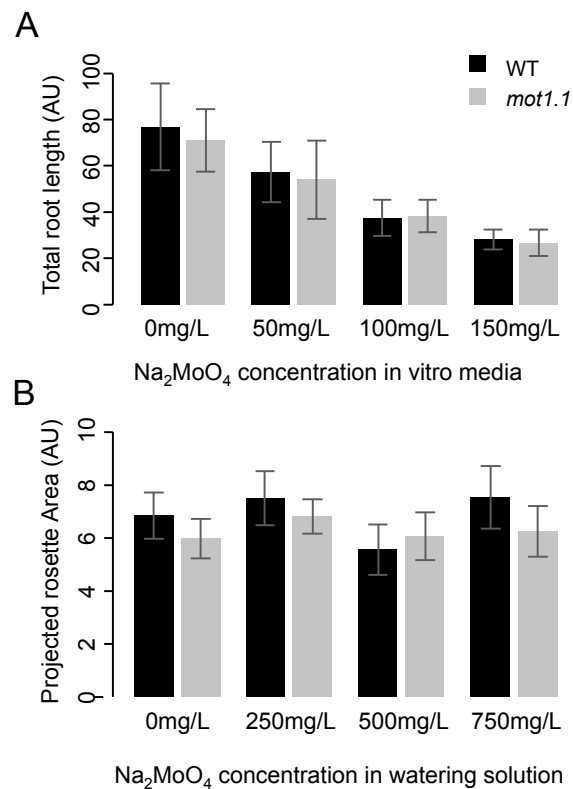 A
Total root length (AU)
100
80
60
40
20
0
WT
mot1.1
0mg/L 50mg/L 100mg/L 150mg/L
Na₂MoO₄ concentration in vitro media
B
Projected rosette Area (AU)
10
8
6
4
2
0
0mg/L 250mg/L 500mg/L 750mg/L
Na₂MoO₄ concentration in watering solution